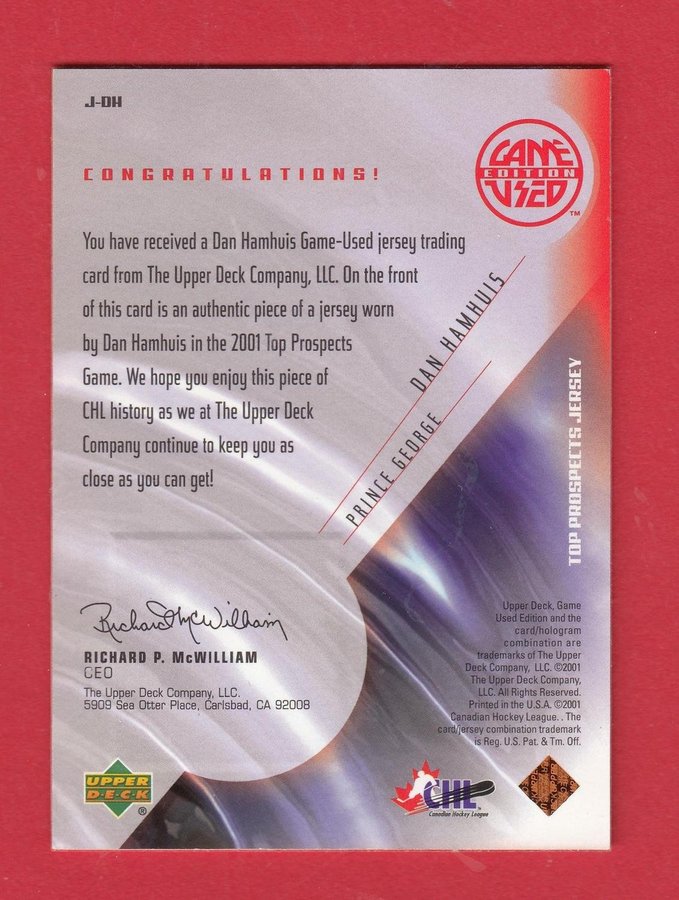 J-DH
CONGRATULATIONS!
GAME
EDITION
USED
TM
You have received a Dan Hamhuis Game-Used jersey trading
card from The Upper Deck Company, LLC. On the front
of this card is an authentic piece of a jersey worn
by Dan Hamhuis in the 2001 Top Prospects
Game. We hope you enjoy this piece of
CHL history as we at The Upper Deck
Company continue to keep you as
close as you can get!
DAN HAMHUIS
PRINCE GEORGE
TOP PROSPECTS JERSEY
Richard McWilliam
RICHARD P. McWILLIAM
CEO
The Upper Deck Company, LLC.
5909 Sea Otter Place, Carlsbad, CA 92008
Upper Deck, Game
Used Edition and the
card/hologram
combination are
trademarks of The Upper
Deck Company, LLC. ©2001
The Upper Deck Company,
LLC. All Rights Reserved.
Printed in the U.S.A. ©2001
Canadian Hockey League. . The
card/jersey combination trademark
is Reg. U.S. Pat. & Tm. Off.
UPPER
DECK
®
CHL
™
Canadian Hockey League